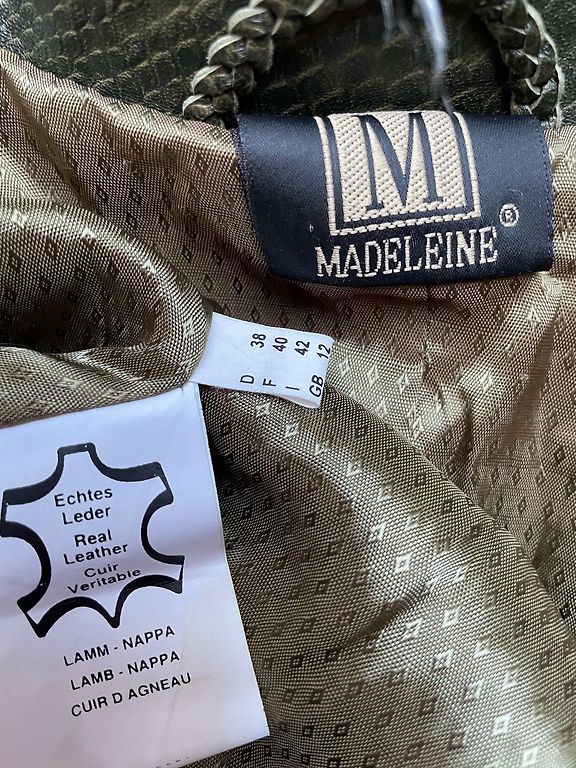 M
MADELEINE®
D 38
F 40
I 42
GB 12
Echtes
Leder
Real
Leather
Cuir
Veritable
LAMM - NAPPA
LAMB - NAPPA
CUIR D AGNEAU